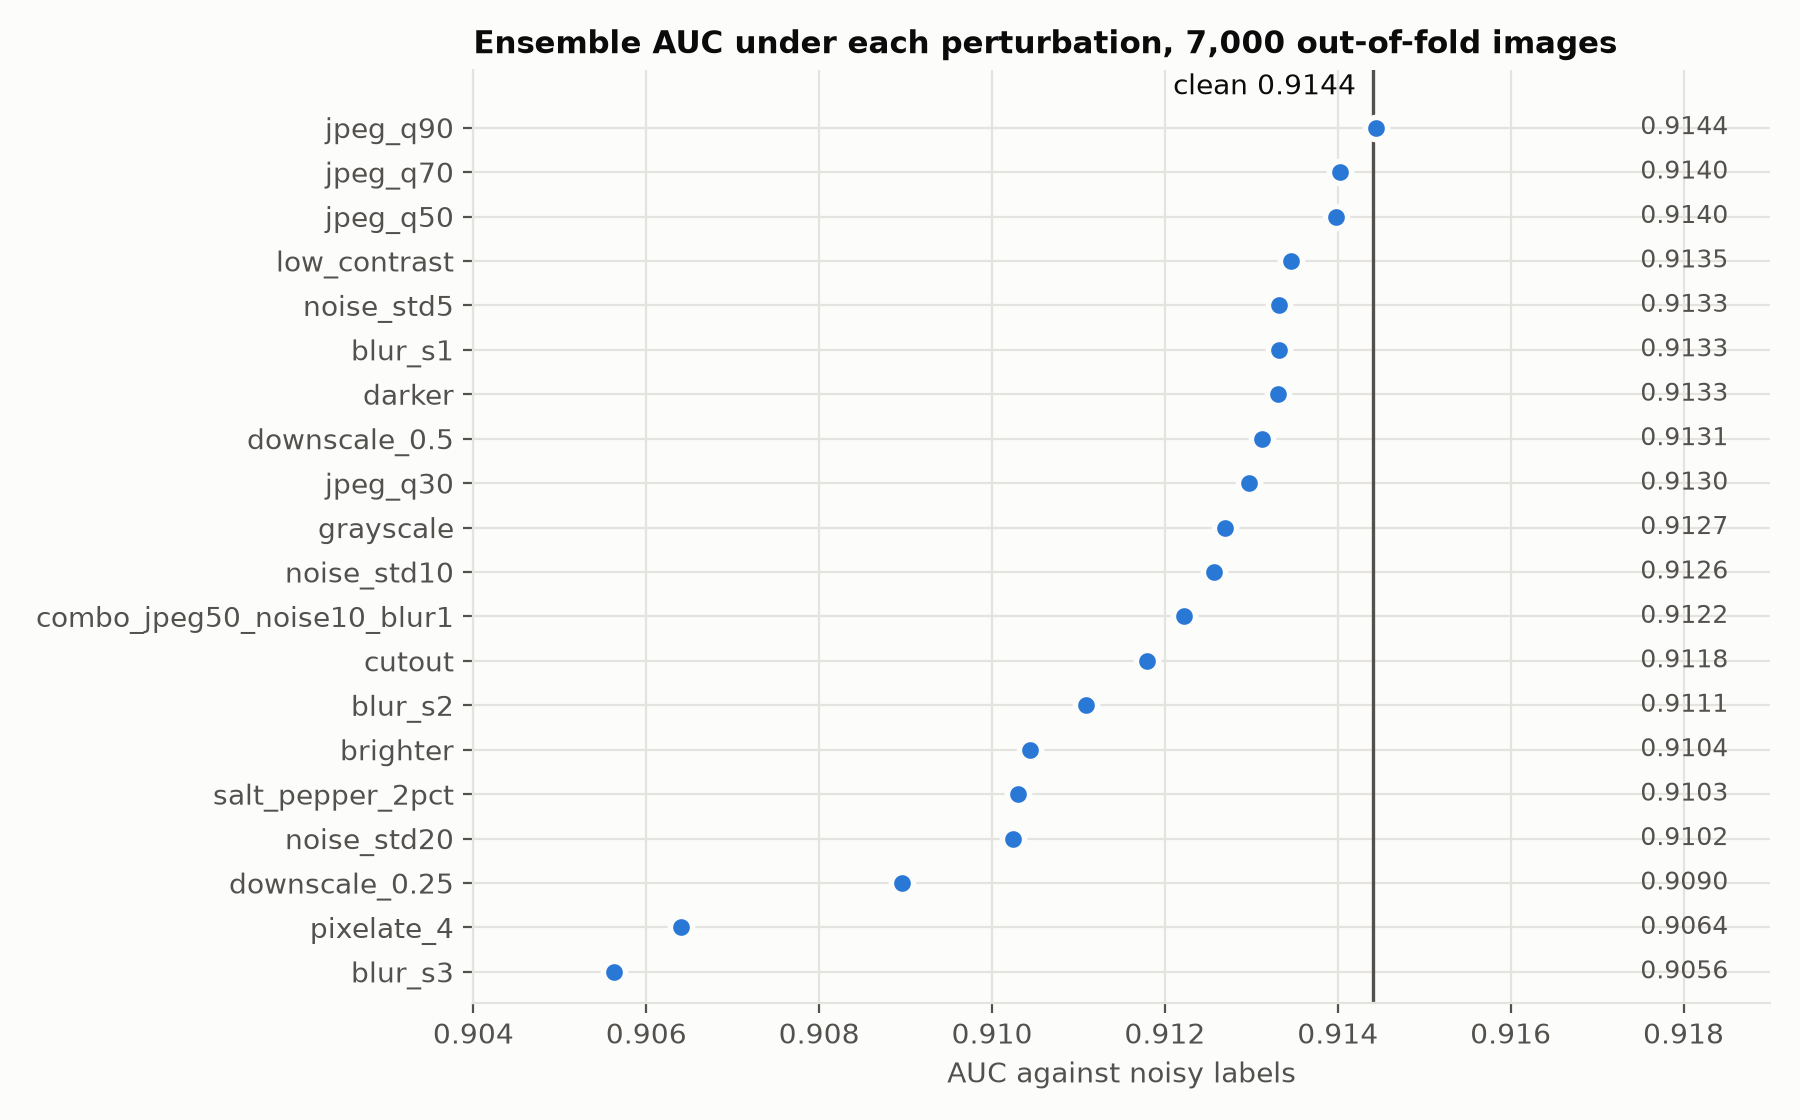 Ensemble AUC under each perturbation, 7,000 out-of-fold images
clean 0.9144
jpeg_q90 0.9144
jpeg_q70 0.9140
jpeg_q50 0.9140
low_contrast 0.9135
noise_std5 0.9133
blur_s1 0.9133
darker 0.9133
downscale_0.5 0.9131
jpeg_q30 0.9130
grayscale 0.9127
noise_std10 0.9126
combo_jpeg50_noise10_blur1 0.9122
cutout 0.9118
blur_s2 0.9111
brighter 0.9104
salt_pepper_2pct 0.9103
noise_std20 0.9102
downscale_0.25 0.9090
pixelate_4 0.9064
blur_s3 0.9056
0.904 0.906 0.908 0.910 0.912 0.914 0.916 0.918
AUC against noisy labels